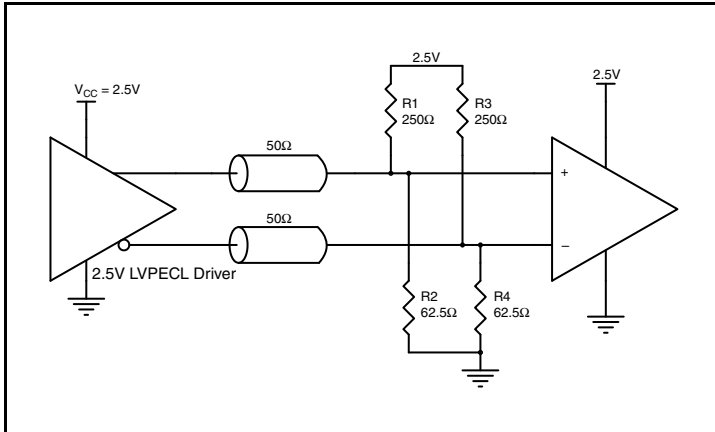 2.5V
2.5V
V_CC = 2.5V
R1
250Ω
R3
250Ω
50Ω
+
50Ω
–
2.5V LVPECL Driver
R2
62.5Ω
R4
62.5Ω